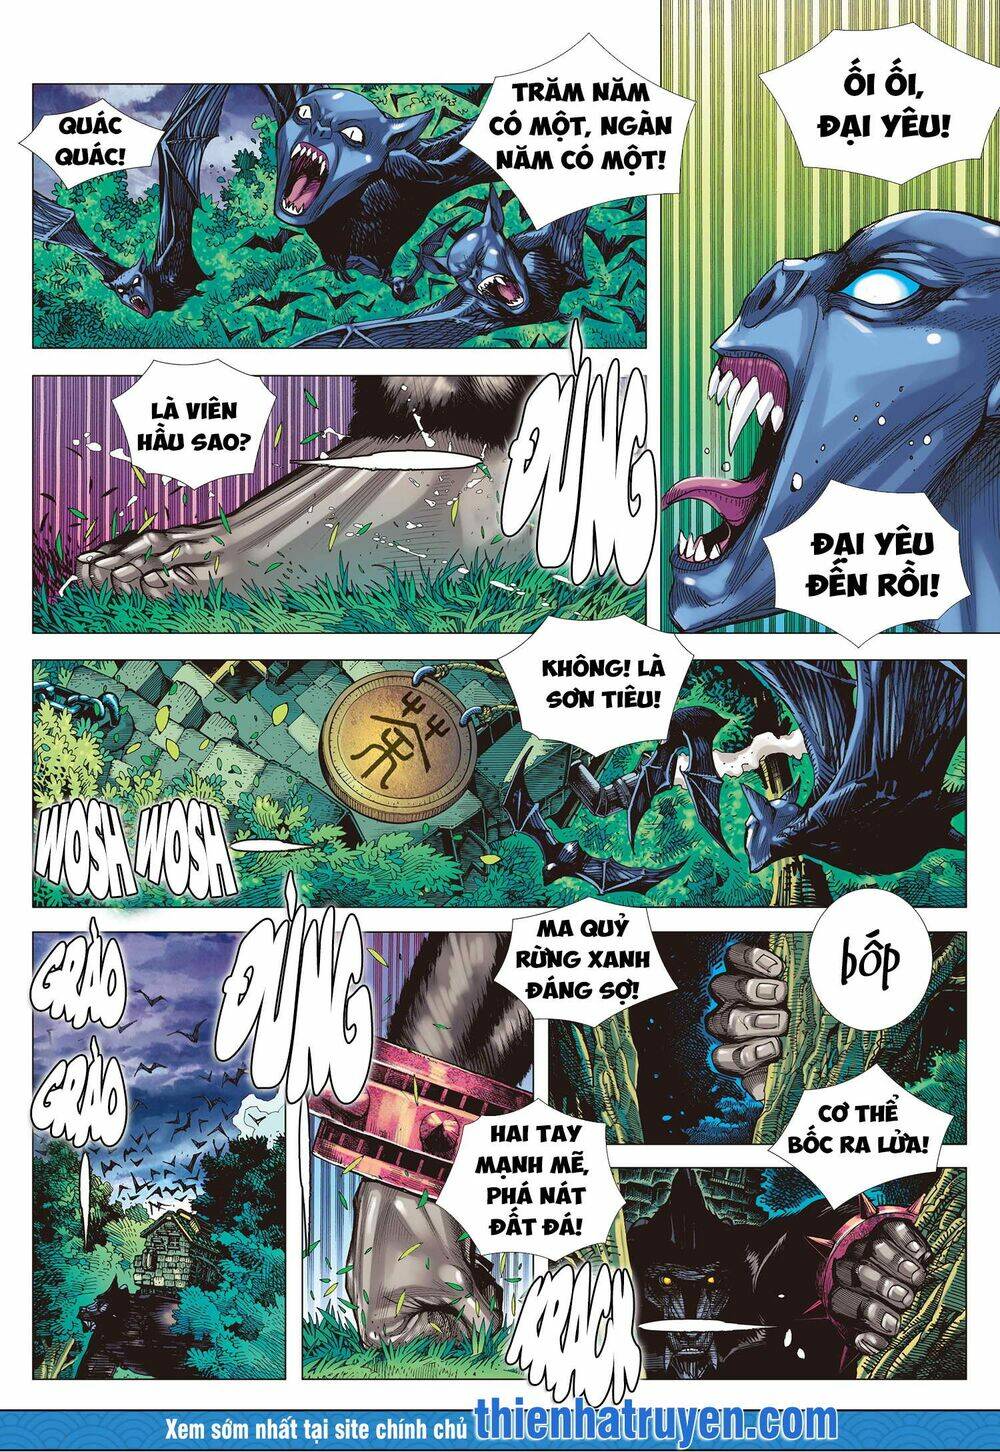 QUÁC
QUÁC!
TRĂM NĂM
CÓ MỘT, NGÀN
NĂM CÓ MỘT!
ỐI ỐI,
ĐẠI YÊU!
LÀ VIÊN
HẦU SAO?
ĐÙNG
ĐẠI YÊU
ĐẾN RỒI!
KHÔNG! LÀ
SƠN TIÊU!
WOSH WOSH
GRÀO
GRÀO
ĐÙNG
MA QUỶ
RỪNG XANH
ĐÁNG SỢ!
bốp
HAI TAY
MẠNH MẼ,
PHÁ NÁT
ĐẤT ĐÁ!
CƠ THỂ
BỐC RA LỬA!
KRACK
Xem sớm nhất tại site chính chủ thienhatruyen.com